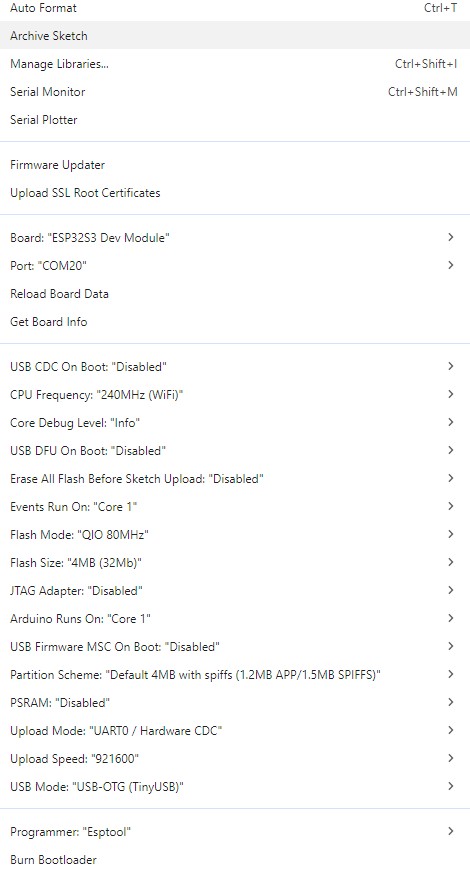 Auto Format Ctrl+T
Archive Sketch
Manage Libraries... Ctrl+Shift+I
Serial Monitor Ctrl+Shift+M
Serial Plotter
Firmware Updater
Upload SSL Root Certificates
Board: "ESP32S3 Dev Module"
Port: "COM20"
Reload Board Data
Get Board Info
USB CDC On Boot: "Disabled"
CPU Frequency: "240MHz (WiFi)"
Core Debug Level: "Info"
USB DFU On Boot: "Disabled"
Erase All Flash Before Sketch Upload: "Disabled"
Events Run On: "Core 1"
Flash Mode: "QIO 80MHz"
Flash Size: "4MB (32Mb)"
JTAG Adapter: "Disabled"
Arduino Runs On: "Core 1"
USB Firmware MSC On Boot: "Disabled"
Partition Scheme: "Default 4MB with spiffs (1.2MB APP/1.5MB SPIFFS)"
PSRAM: "Disabled"
Upload Mode: "UART0 / Hardware CDC"
Upload Speed: "921600"
USB Mode: "USB-OTG (TinyUSB)"
Programmer: "Esptool"
Burn Bootloader